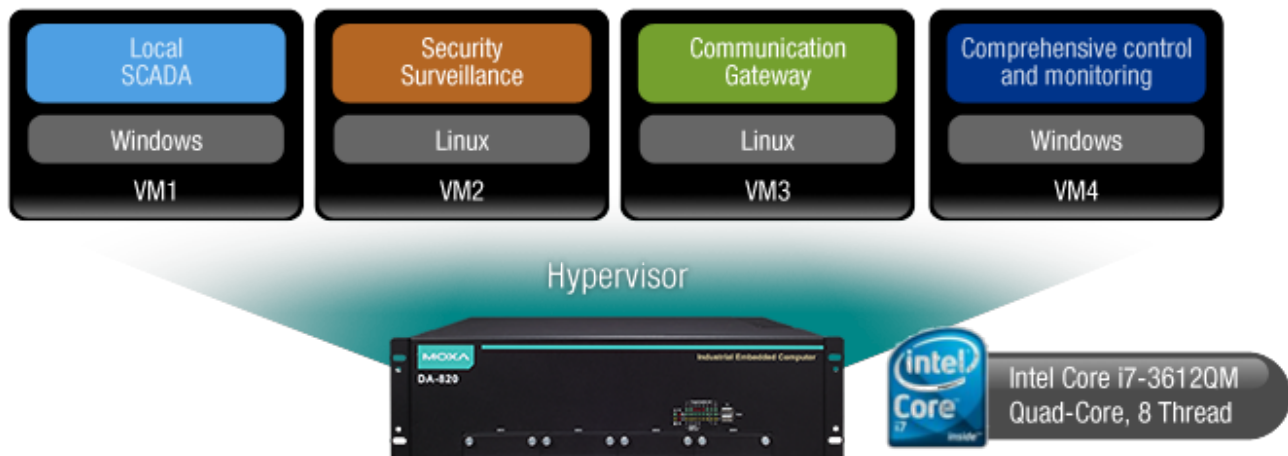 Local
SCADA
Windows
VM1
Security
Surveillance
Linux
VM2
Communication
Gateway
Linux
VM3
Comprehensive control
and monitoring
Windows
VM4
Hypervisor
MOXA
Industrial Embedded Computer
DA-820
intel
Core
i7
inside
Intel Core i7-3612QM
Quad-Core, 8 Thread